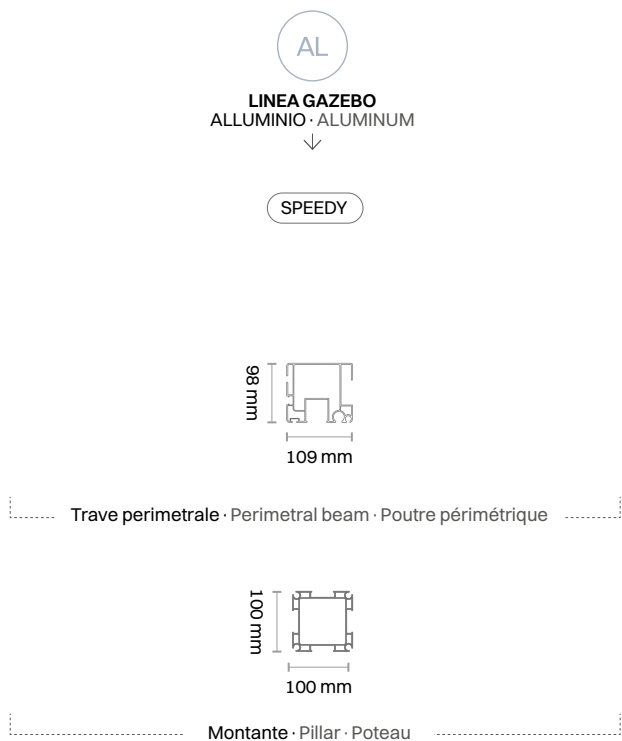 AL
LINEA GAZEBO
ALLUMINIO · ALUMINUM
SPEEDY
98 mm
109 mm
Trave perimetrale · Perimetral beam · Poutre périmétrique
100 mm
100 mm
Montante · Pillar · Poteau